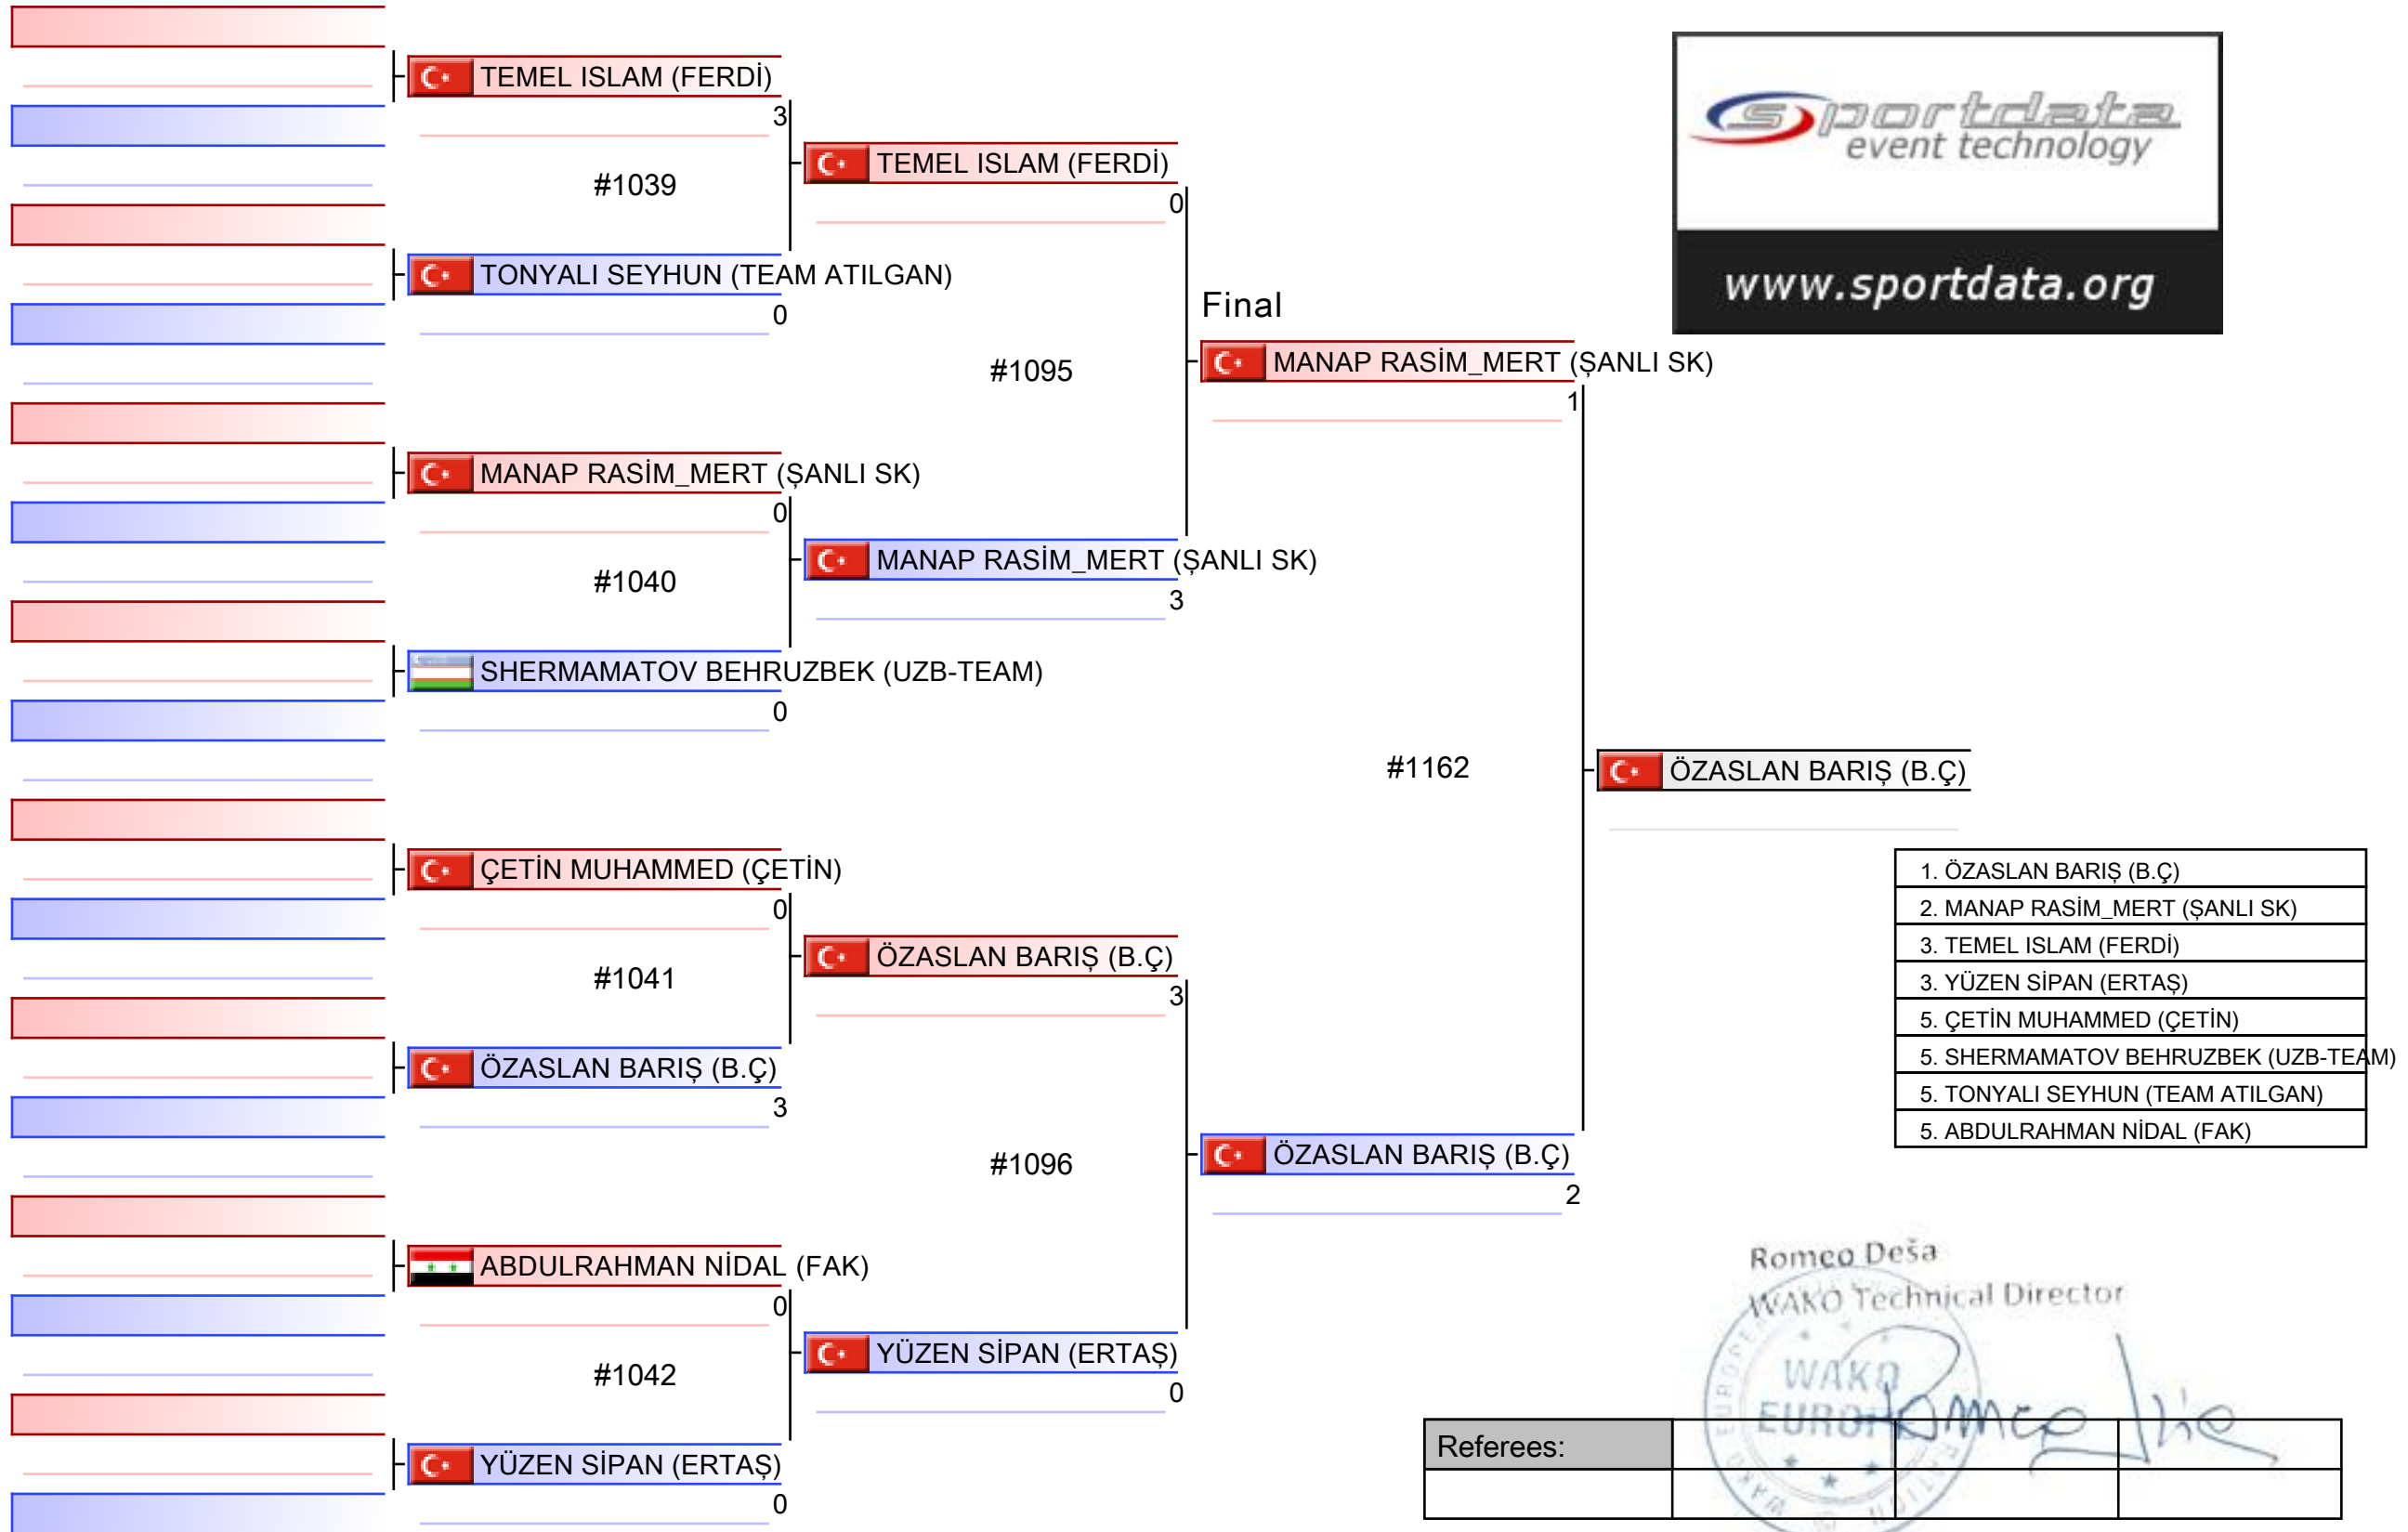 TEMEL ISLAM (FERDİ)
3
#1039
TONYALI SEYHUN (TEAM ATILGAN)
0
MANAP RASİM_MERT (ŞANLI SK)
0
#1040
SHERMAMATOV BEHRUZBEK (UZB-TEAM)
0
ÇETİN MUHAMMED (ÇETİN)
0
#1041
ÖZASLAN BARIŞ (B.Ç)
3
ABDULRAHMAN NİDAL (FAK)
0
#1042
YÜZEN SİPAN (ERTAŞ)
0
TEMEL ISLAM (FERDİ)
0
#1095
MANAP RASİM_MERT (ŞANLI SK)
3
ÖZASLAN BARIŞ (B.Ç)
3
#1096
YÜZEN SİPAN (ERTAŞ)
0
Final
MANAP RASİM_MERT (ŞANLI SK)
1
#1162
ÖZASLAN BARIŞ (B.Ç)
2
ÖZASLAN BARIŞ (B.Ç)
sportdata
event technology
www.sportdata.org
1. ÖZASLAN BARIŞ (B.Ç)
2. MANAP RASİM_MERT (ŞANLI SK)
3. TEMEL ISLAM (FERDİ)
3. YÜZEN SİPAN (ERTAŞ)
5. ÇETİN MUHAMMED (ÇETİN)
5. SHERMAMATOV BEHRUZBEK (UZB-TEAM)
5. TONYALI SEYHUN (TEAM ATILGAN)
5. ABDULRAHMAN NİDAL (FAK)
Romeo Deša
WAKO Technical Director
WAKO
Referees: